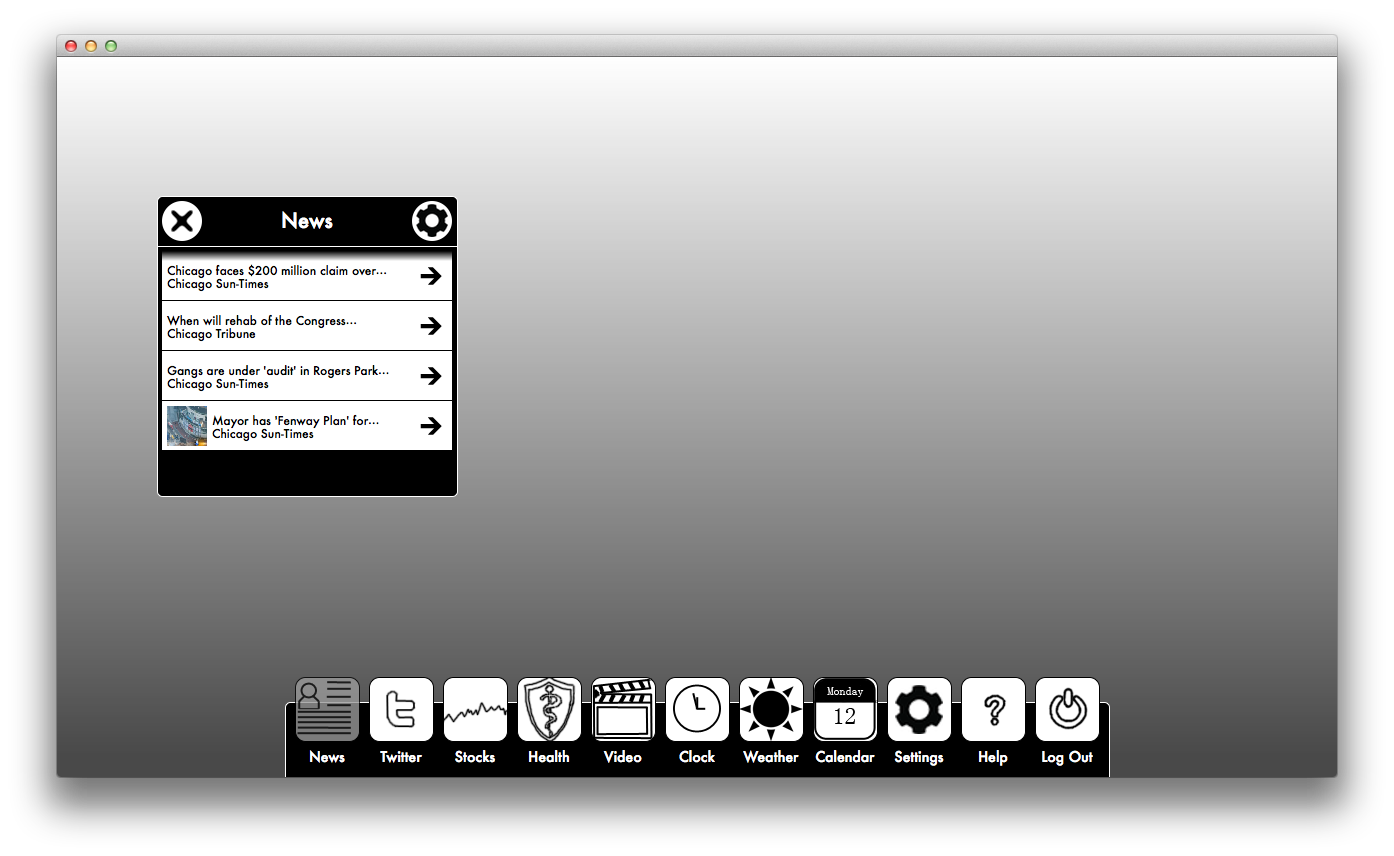 News
Chicago faces $200 million claim over...
Chicago Sun-Times
When will rehab of the Congress...
Chicago Tribune
Gangs are under 'audit' in Rogers Park...
Chicago Sun-Times
Mayor has 'Fenway Plan' for...
Chicago Sun-Times
Monday
12
?
News Twitter Stocks Health Video Clock Weather Calendar Settings Help Log Out